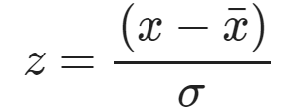 z = (x − x̄) / σ